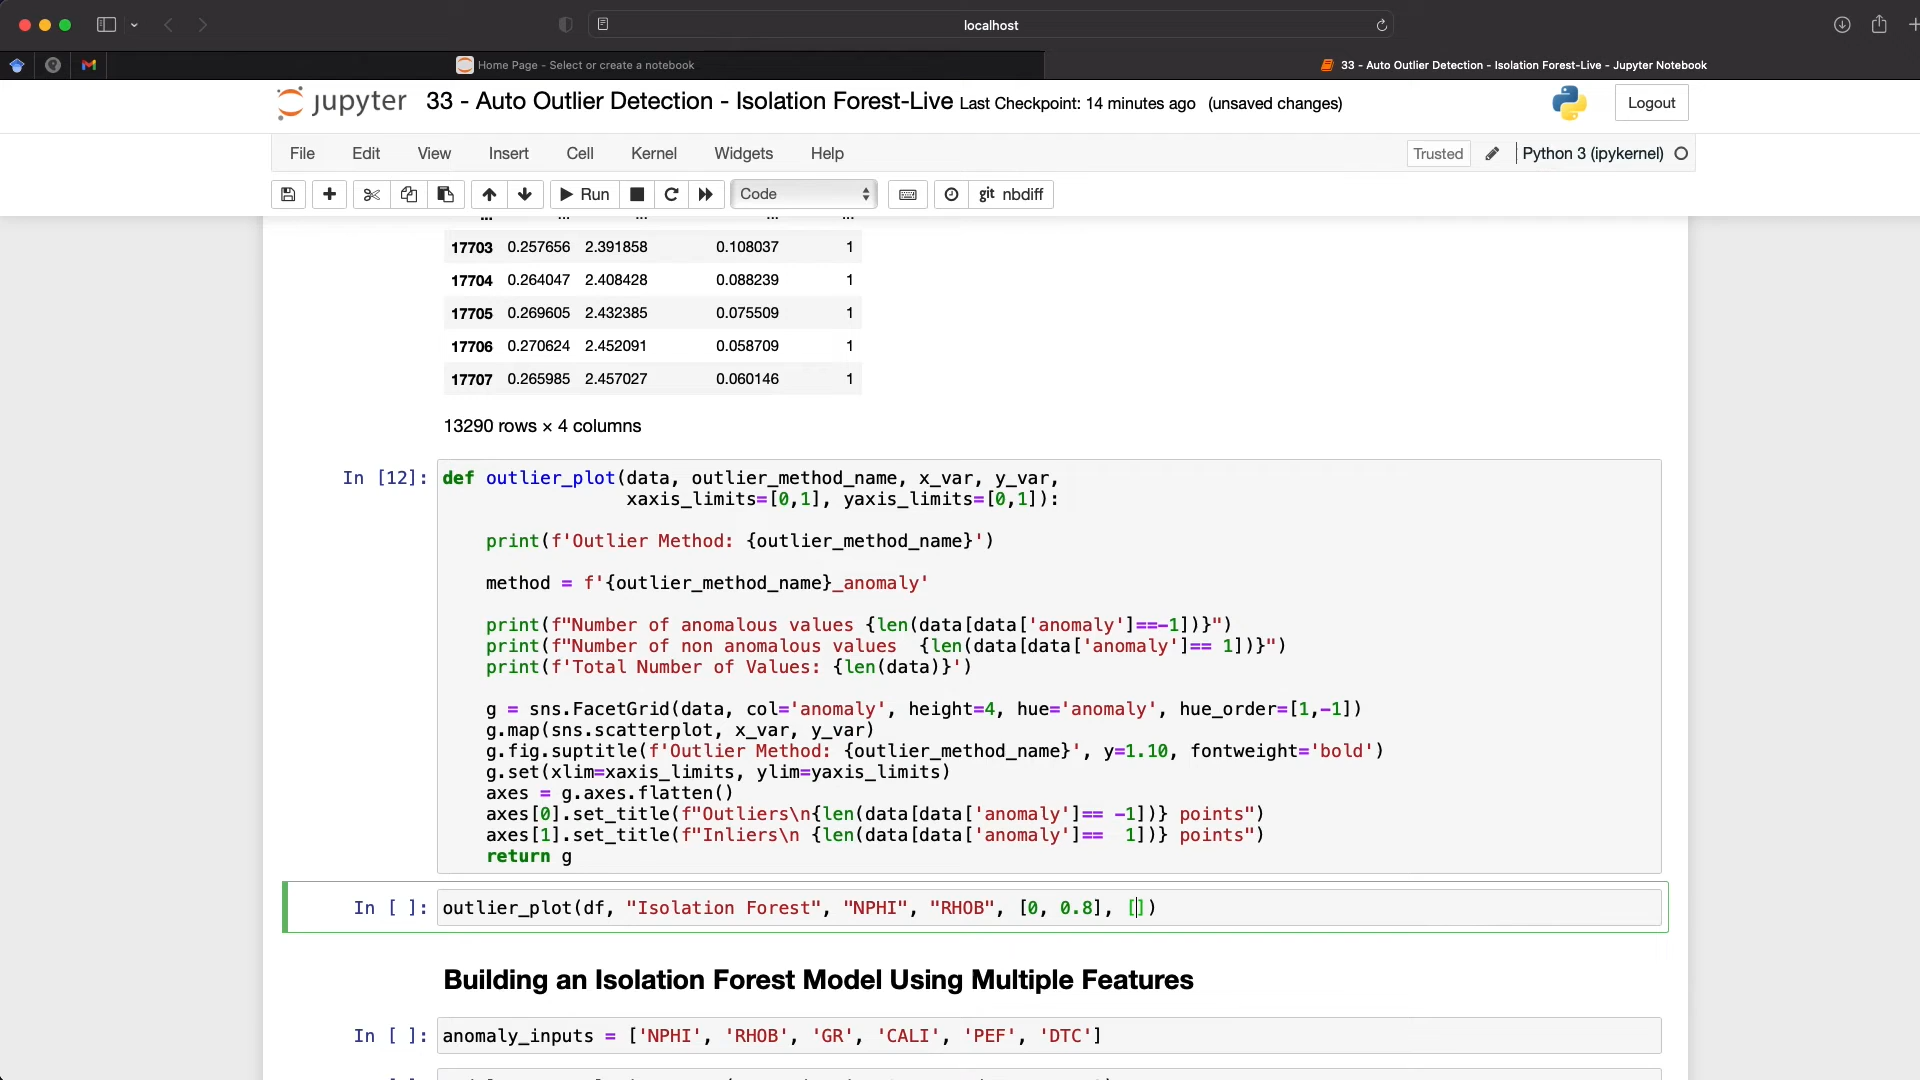 localhost
Home Page - Select or create a notebook
33 - Auto Outlier Detection - Isolation Forest-Live - Jupyter Notebook
jupyter 33 - Auto Outlier Detection - Isolation Forest-Live Last Checkpoint: 14 minutes ago (unsaved changes)
Logout
File Edit View Insert Cell Kernel Widgets Help
Trusted Python 3 (ipykernel)
Run Code git nbdiff
... ... ... ... ...
17703 0.257656 2.391858 0.108037 1
17704 0.264047 2.408428 0.088239 1
17705 0.269605 2.432385 0.075509 1
17706 0.270624 2.452091 0.058709 1
17707 0.265985 2.457027 0.060146 1
13290 rows × 4 columns
In [12]: def outlier_plot(data, outlier_method_name, x_var, y_var,
xaxis_limits=[0,1], yaxis_limits=[0,1]):
print(f'Outlier Method: {outlier_method_name}')
method = f'{outlier_method_name}_anomaly'
print(f"Number of anomalous values {len(data[data['anomaly']==-1])}")
print(f"Number of non anomalous values  {len(data[data['anomaly']== 1])}")
print(f'Total Number of Values: {len(data)}')
g = sns.FacetGrid(data, col='anomaly', height=4, hue='anomaly', hue_order=[1,-1])
g.map(sns.scatterplot, x_var, y_var)
g.fig.suptitle(f'Outlier Method: {outlier_method_name}', y=1.10, fontweight='bold')
g.set(xlim=xaxis_limits, ylim=yaxis_limits)
axes = g.axes.flatten()
axes[0].set_title(f"Outliers\n{len(data[data['anomaly']== -1])} points")
axes[1].set_title(f"Inliers\n {len(data[data['anomaly']==  1])} points")
return g
In [ ]: outlier_plot(df, "Isolation Forest", "NPHI", "RHOB", [0, 0.8], [])
Building an Isolation Forest Model Using Multiple Features
In [ ]: anomaly_inputs = ['NPHI', 'RHOB', 'GR', 'CALI', 'PEF', 'DTC']